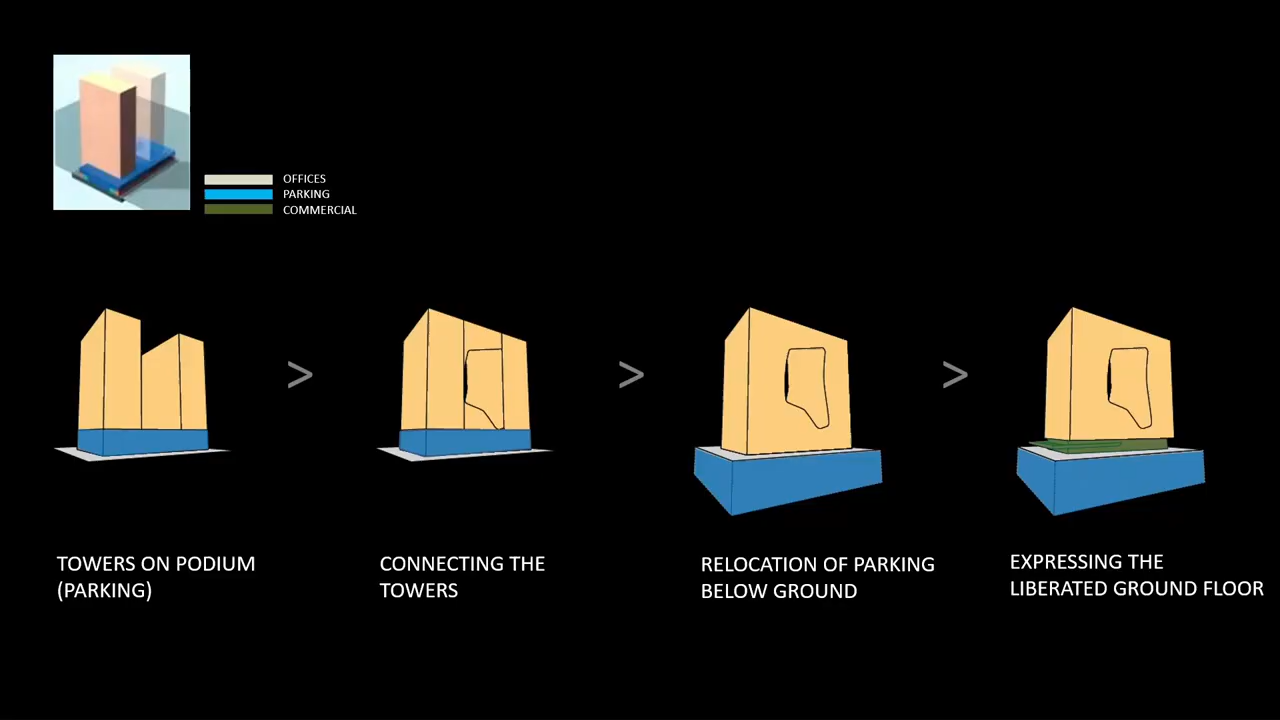 OFFICES
PARKING
COMMERCIAL
>
>
>
TOWERS ON PODIUM
(PARKING)
CONNECTING THE
TOWERS
RELOCATION OF PARKING
BELOW GROUND
EXPRESSING THE
LIBERATED GROUND FLOOR